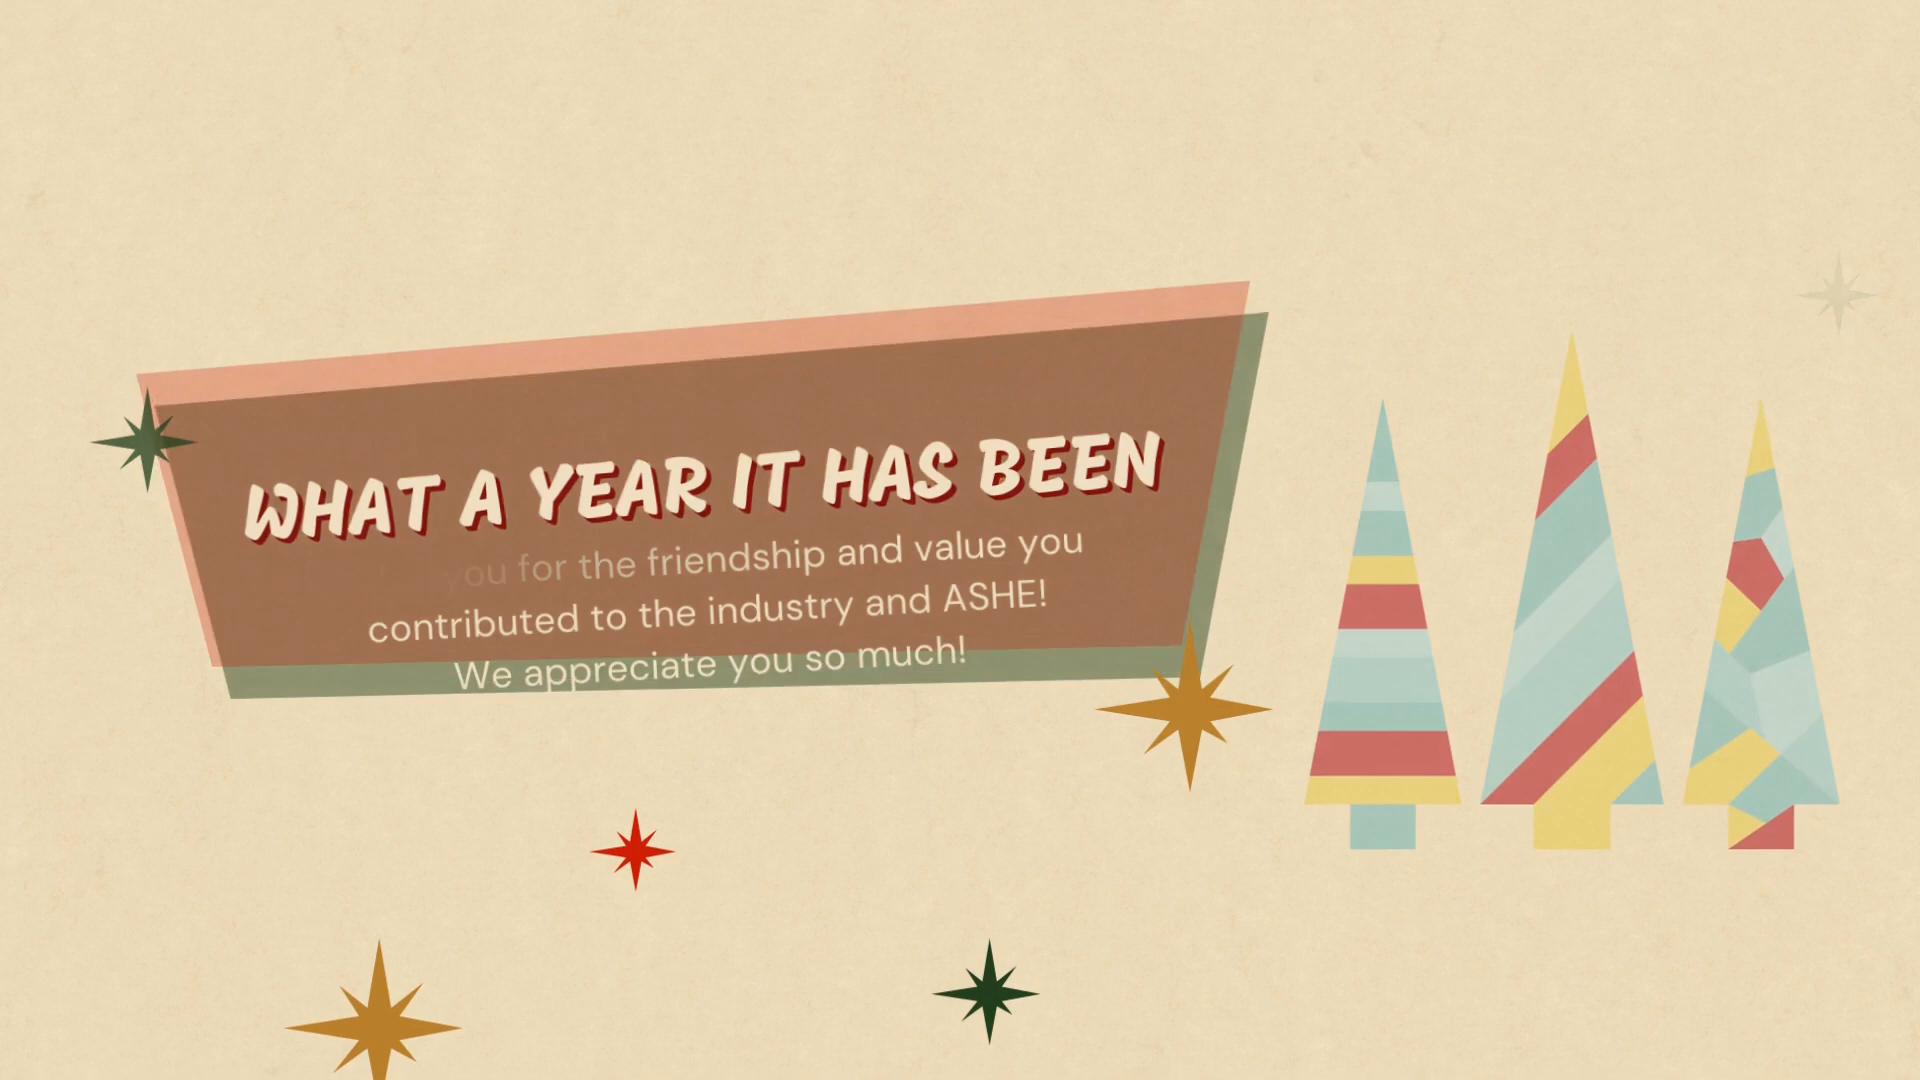 WHAT A YEAR IT HAS BEEN
you for the friendship and value you
contributed to the industry and ASHE!
We appreciate you so much!